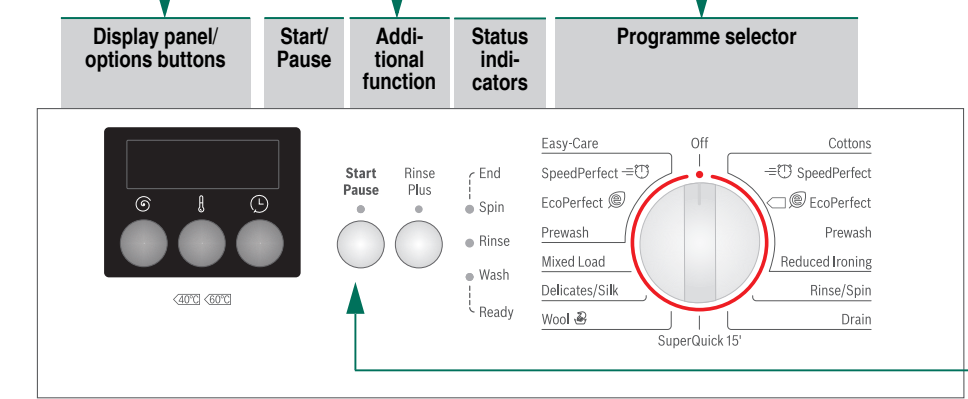 Display panel/
options buttons
Start/
Pause
Addi-
tional
function
Status
indi-
cators
Programme selector
Start
Pause
Rinse
Plus
End
Spin
Rinse
Wash
Ready
40°C 60°C
Off
Easy-Care
SpeedPerfect
EcoPerfect
Prewash
Mixed Load
Delicates/Silk
Wool
SuperQuick 15'
Cottons
SpeedPerfect
EcoPerfect
Prewash
Reduced Ironing
Rinse/Spin
Drain